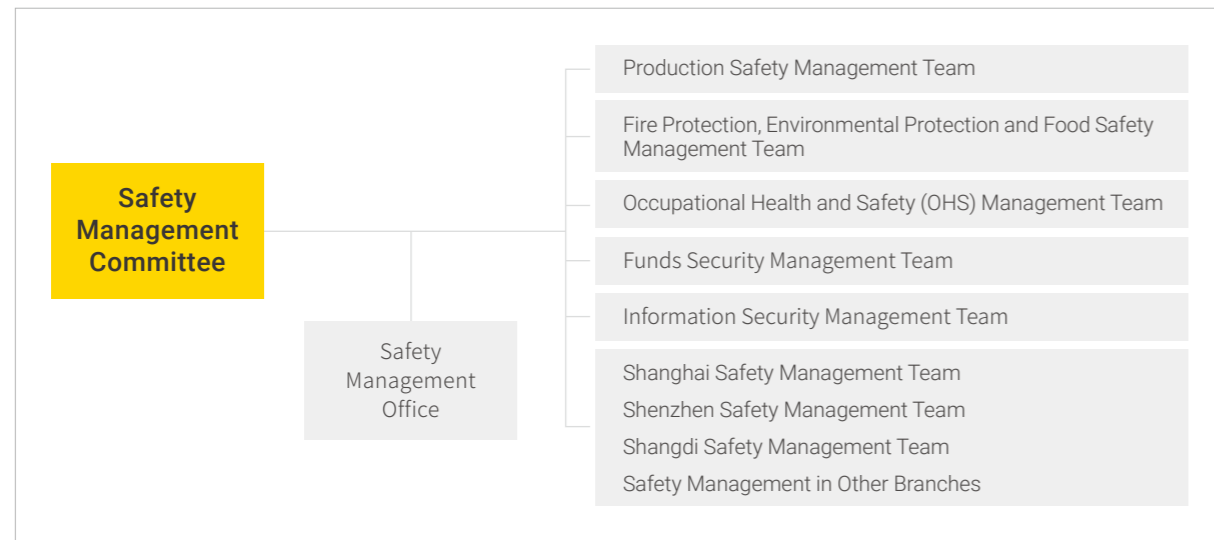 Safety
Management
Committee
Safety
Management
Office
Production Safety Management Team
Fire Protection, Environmental Protection and Food Safety
Management Team
Occupational Health and Safety (OHS) Management Team
Funds Security Management Team
Information Security Management Team
Shanghai Safety Management Team
Shenzhen Safety Management Team
Shangdi Safety Management Team
Safety Management in Other Branches